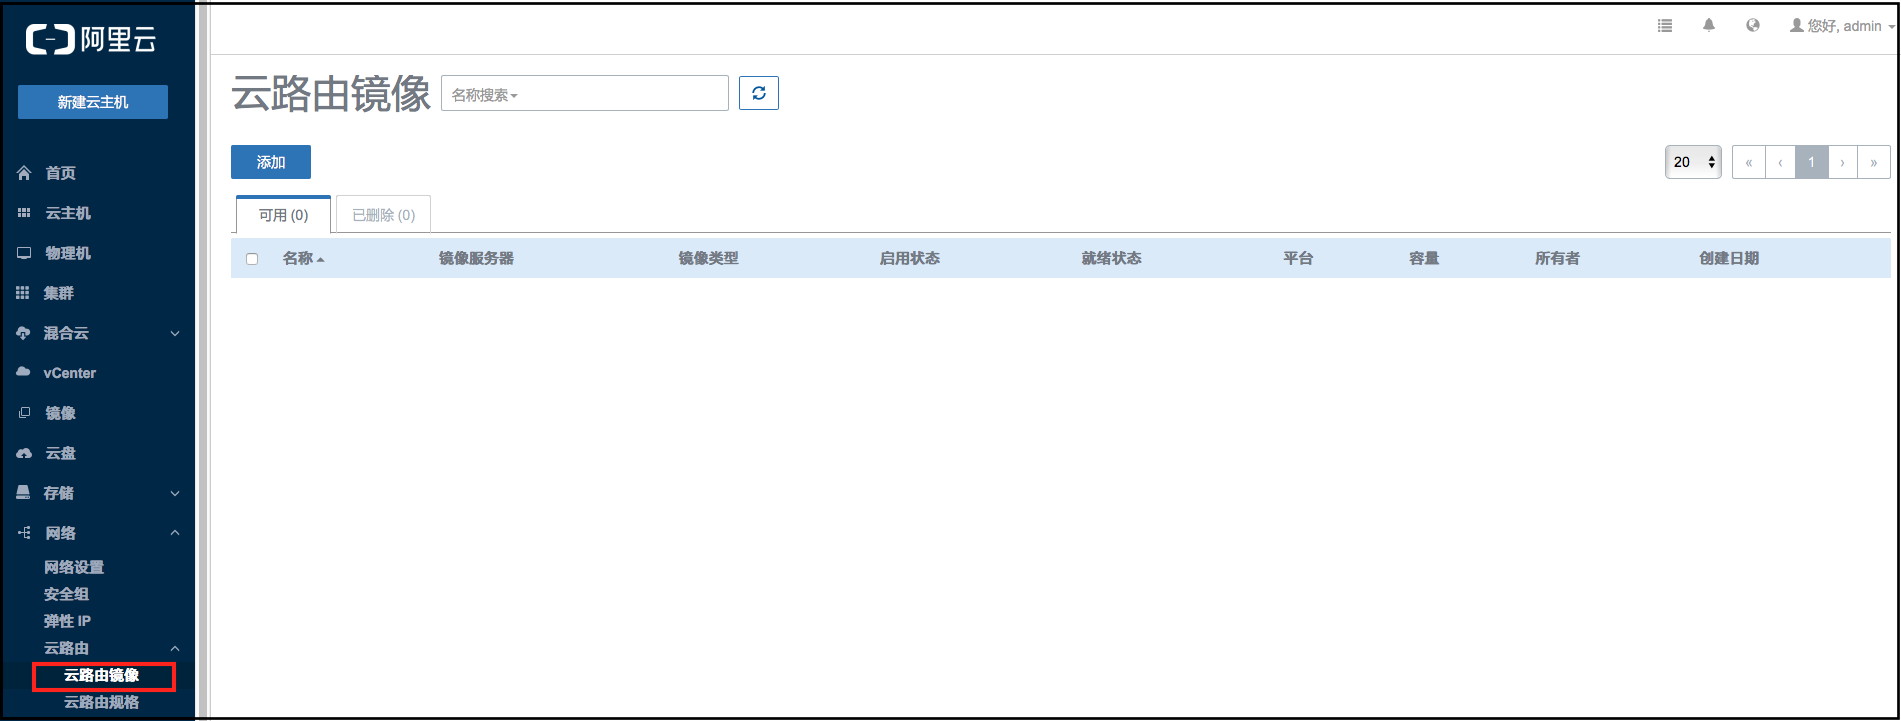 阿里云
新建云主机
首页
云主机
物理机
集群
混合云
vCenter
镜像
云盘
存储
网络
网络设置
安全组
弹性 IP
云路由
云路由镜像
云路由规格
您好, admin
云路由镜像
名称搜索
添加
20 « ‹ 1 › »
可用 (0) 已删除 (0)
名称 镜像服务器 镜像类型 启用状态 就绪状态 平台 容量 所有者 创建日期